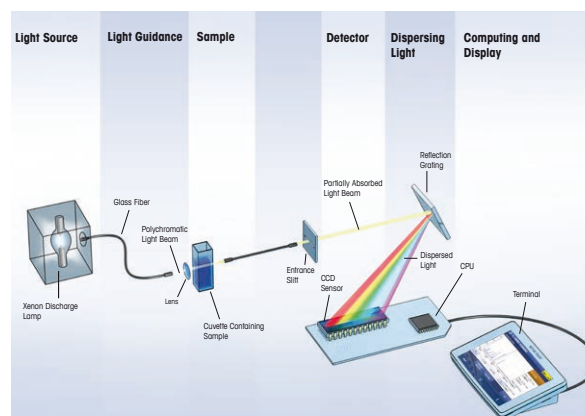 Light Source
Light Guidance
Sample
Detector
Dispersing
Light
Computing and
Display
Reflection
Grating
Partially Absorbed
Light Beam
Glass Fiber
Polychromatic
Light Beam
Entrance
Slitt
Dispersed
Light
CCD
Sensor
CPU
Lens
Terminal
Xenon Discharge
Lamp
Cuvette Containing
Sample